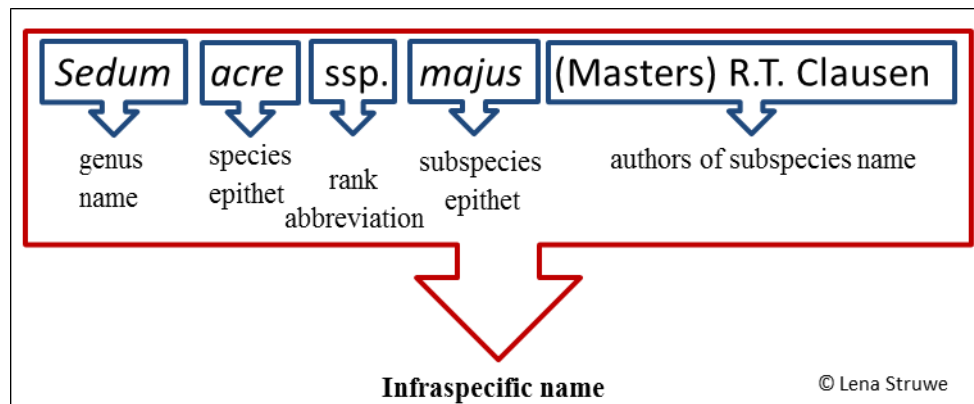 Sedum acre ssp. majus (Masters) R.T. Clausen
genus
name
species
epithet
rank
abbreviation
subspecies
epithet
authors of subspecies name
Infraspecific name
© Lena Struwe